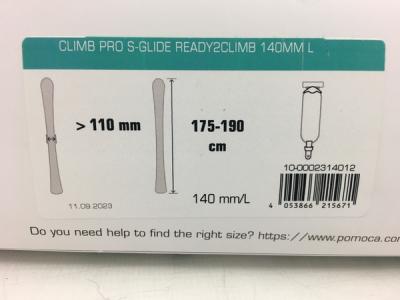 CLIMB PRO S-GLIDE READY2CLIMB 140MM L
> 110 mm
175-190
cm
10-0002314012
4 053866 215671
11.09.2023
140 mm/L
Do you need help to find the right size? https://www.pomoca.co